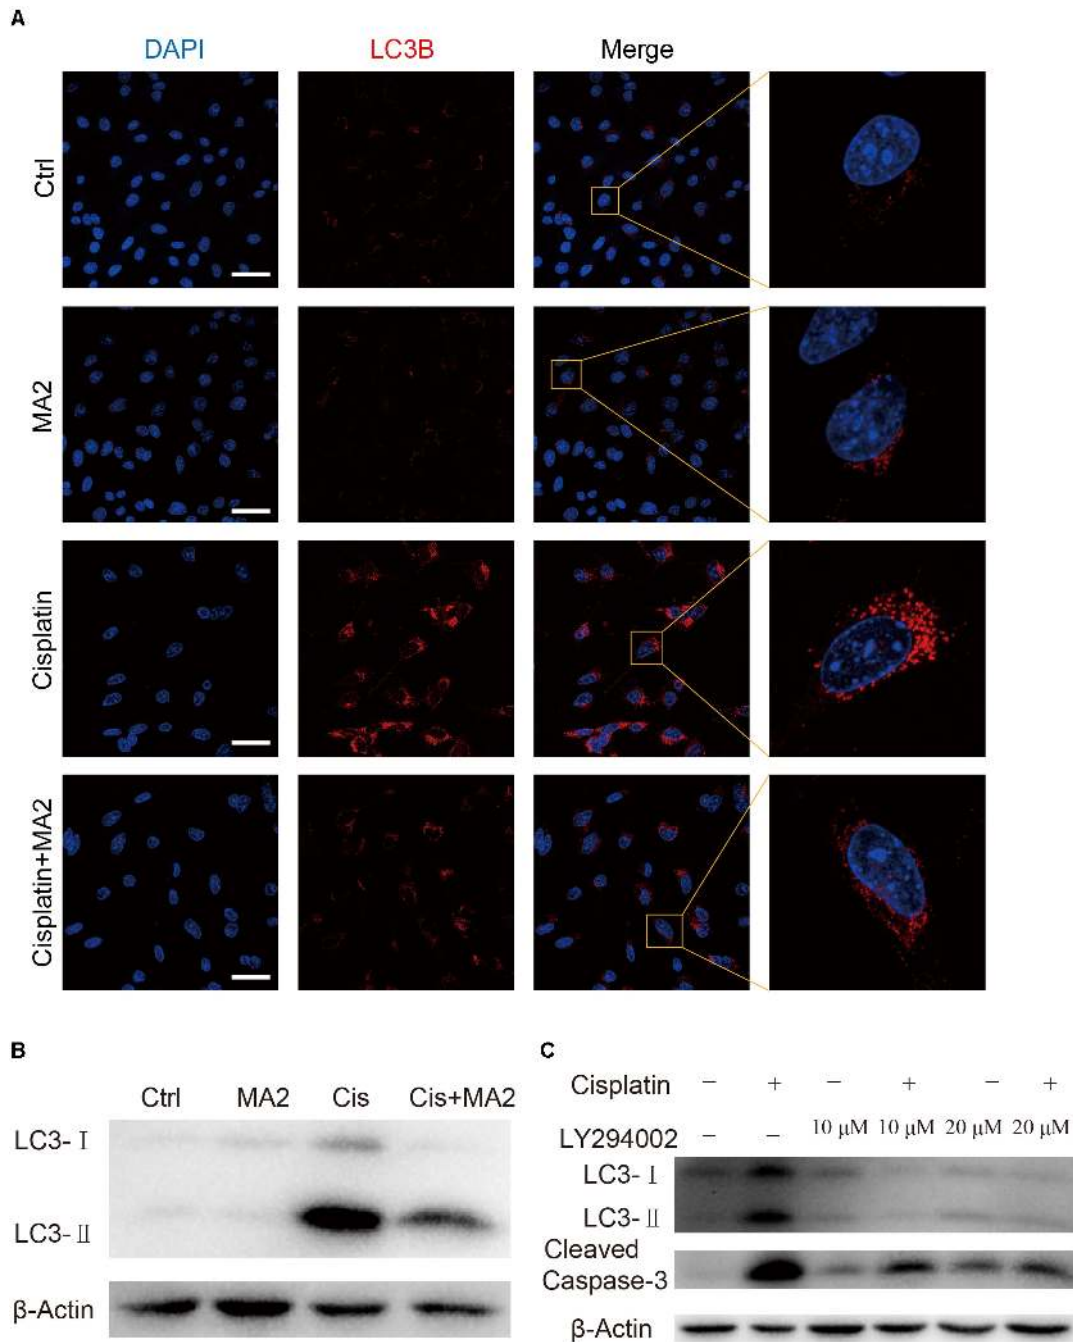 A
DAPI LC3B Merge
Ctrl
MA2
Cisplatin
Cisplatin+MA2
B
Ctrl MA2 Cis Cis+MA2
LC3-Ⅰ
LC3-Ⅱ
β-Actin
C
Cisplatin − + − + − +
LY294002 − − 10 μM 10 μM 20 μM 20 μM
LC3-Ⅰ
LC3-Ⅱ
Cleaved
Caspase-3
β-Actin